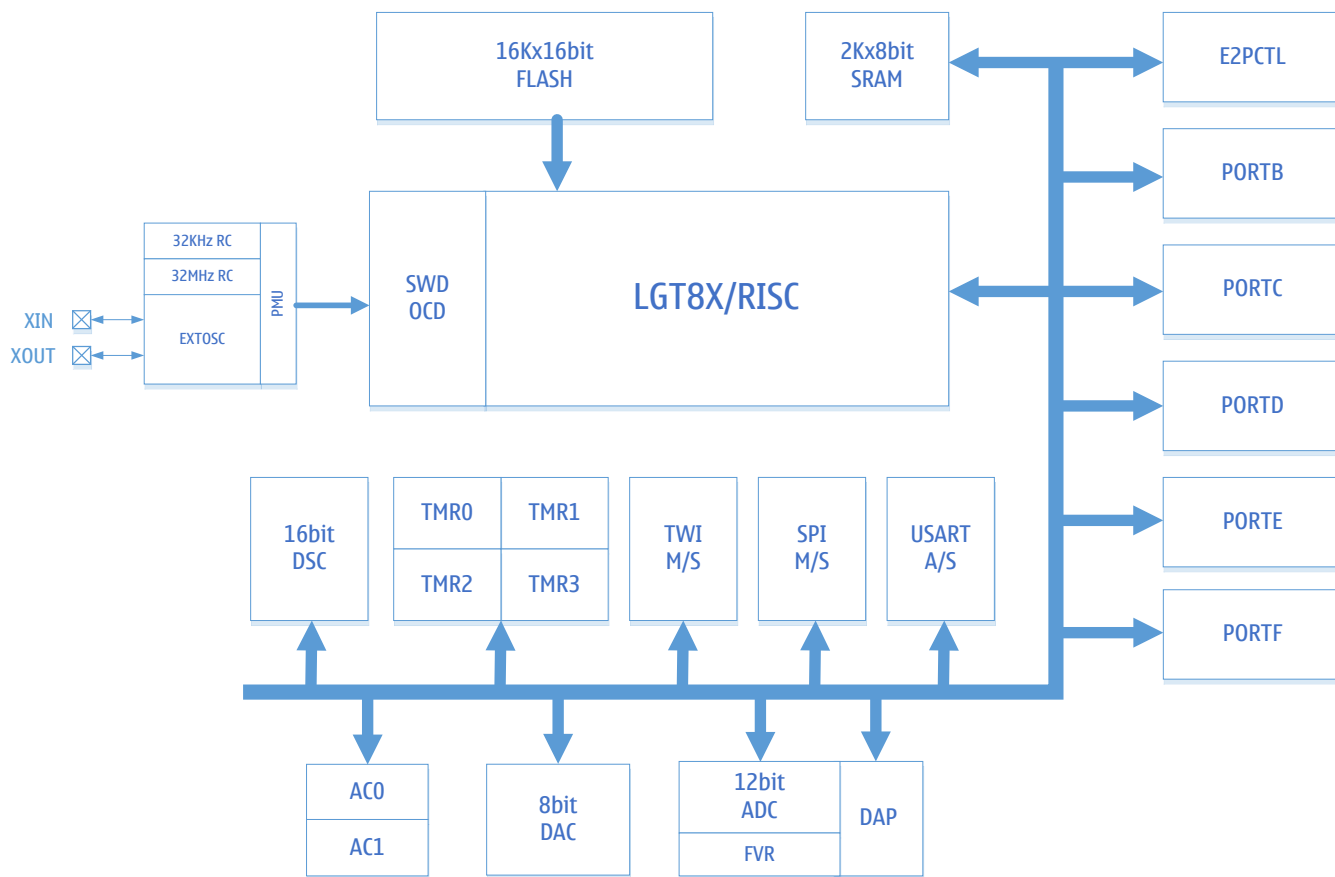 16Kx16bit
FLASH
2Kx8bit
SRAM
E2PCTL
PORTB
32KHz RC
32MHz RC
EXTOSC
PMU
XIN
XOUT
SWD
OCD
LGT8X/RISC
PORTC
PORTD
16bit
DSC
TMR0
TMR1
TMR2
TMR3
TWI
M/S
SPI
M/S
USART
A/S
PORTE
PORTF
AC0
AC1
8bit
DAC
12bit
ADC
FVR
DAP